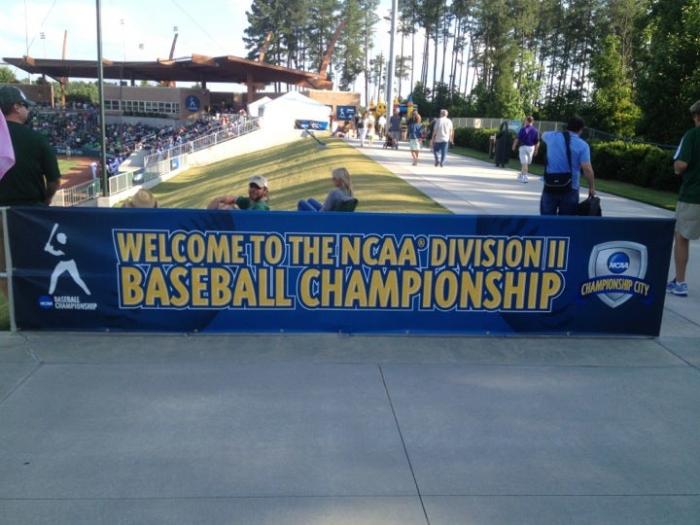 WELCOME TO THE NCAA® DIVISION II
BASEBALL CHAMPIONSHIP
NCAA BASEBALL
CHAMPIONSHIP
NCAA
CHAMPIONSHIP CITY